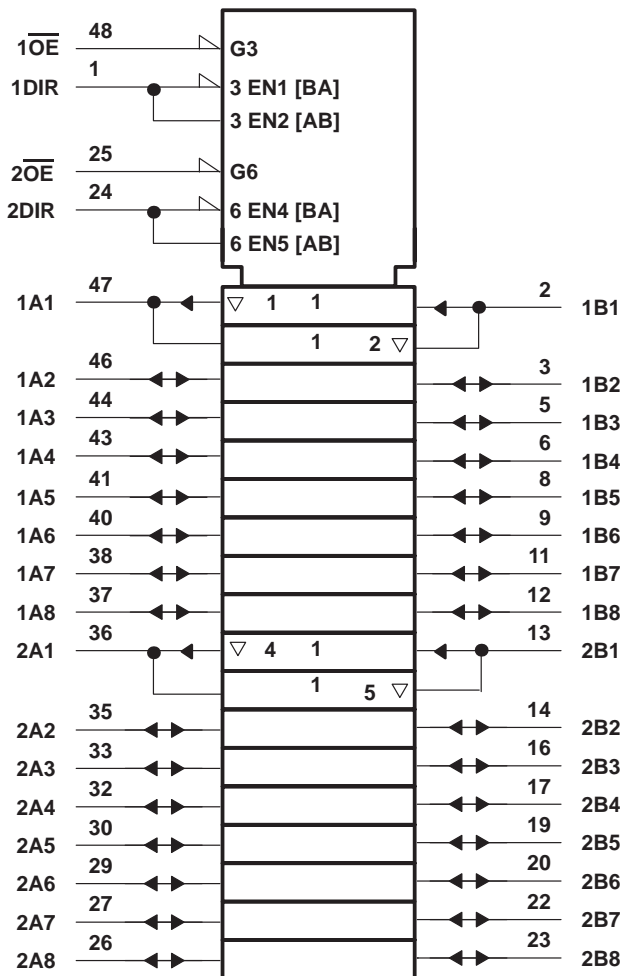 48
1OE G3
1
1DIR 3 EN1 [BA]
3 EN2 [AB]
25
2OE G6
24
2DIR 6 EN4 [BA]
6 EN5 [AB]
47 2
1A1 ▽ 1 1 1B1
1 2 ▽
46 3
1A2 1B2
44 5
1A3 1B3
43 6
1A4 1B4
41 8
1A5 1B5
40 9
1A6 1B6
38 11
1A7 1B7
37 12
1A8 1B8
36 13
2A1 ▽ 4 1 2B1
1 5 ▽
35 14
2A2 2B2
33 16
2A3 2B3
32 17
2A4 2B4
30 19
2A5 2B5
29 20
2A6 2B6
27 22
2A7 2B7
26 23
2A8 2B8